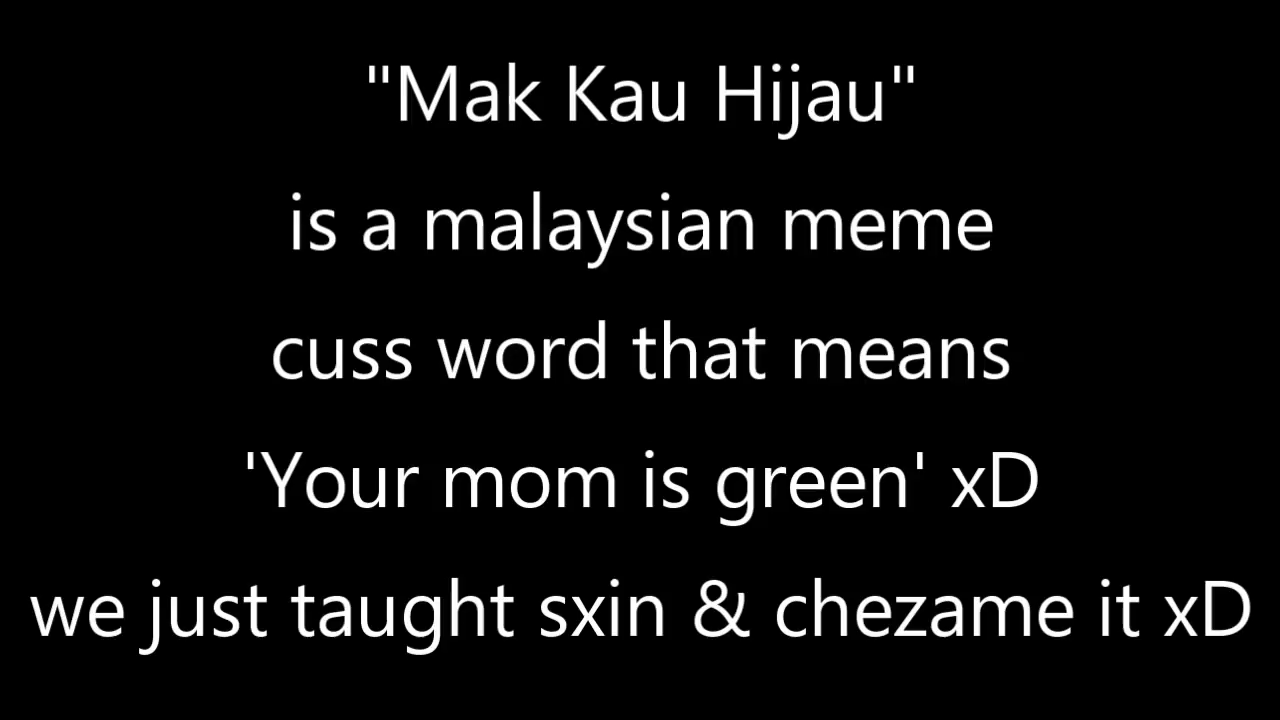 "Mak Kau Hijau"
is a malaysian meme
cuss word that means
'Your mom is green' xD
we just taught sxin & chezame it xD